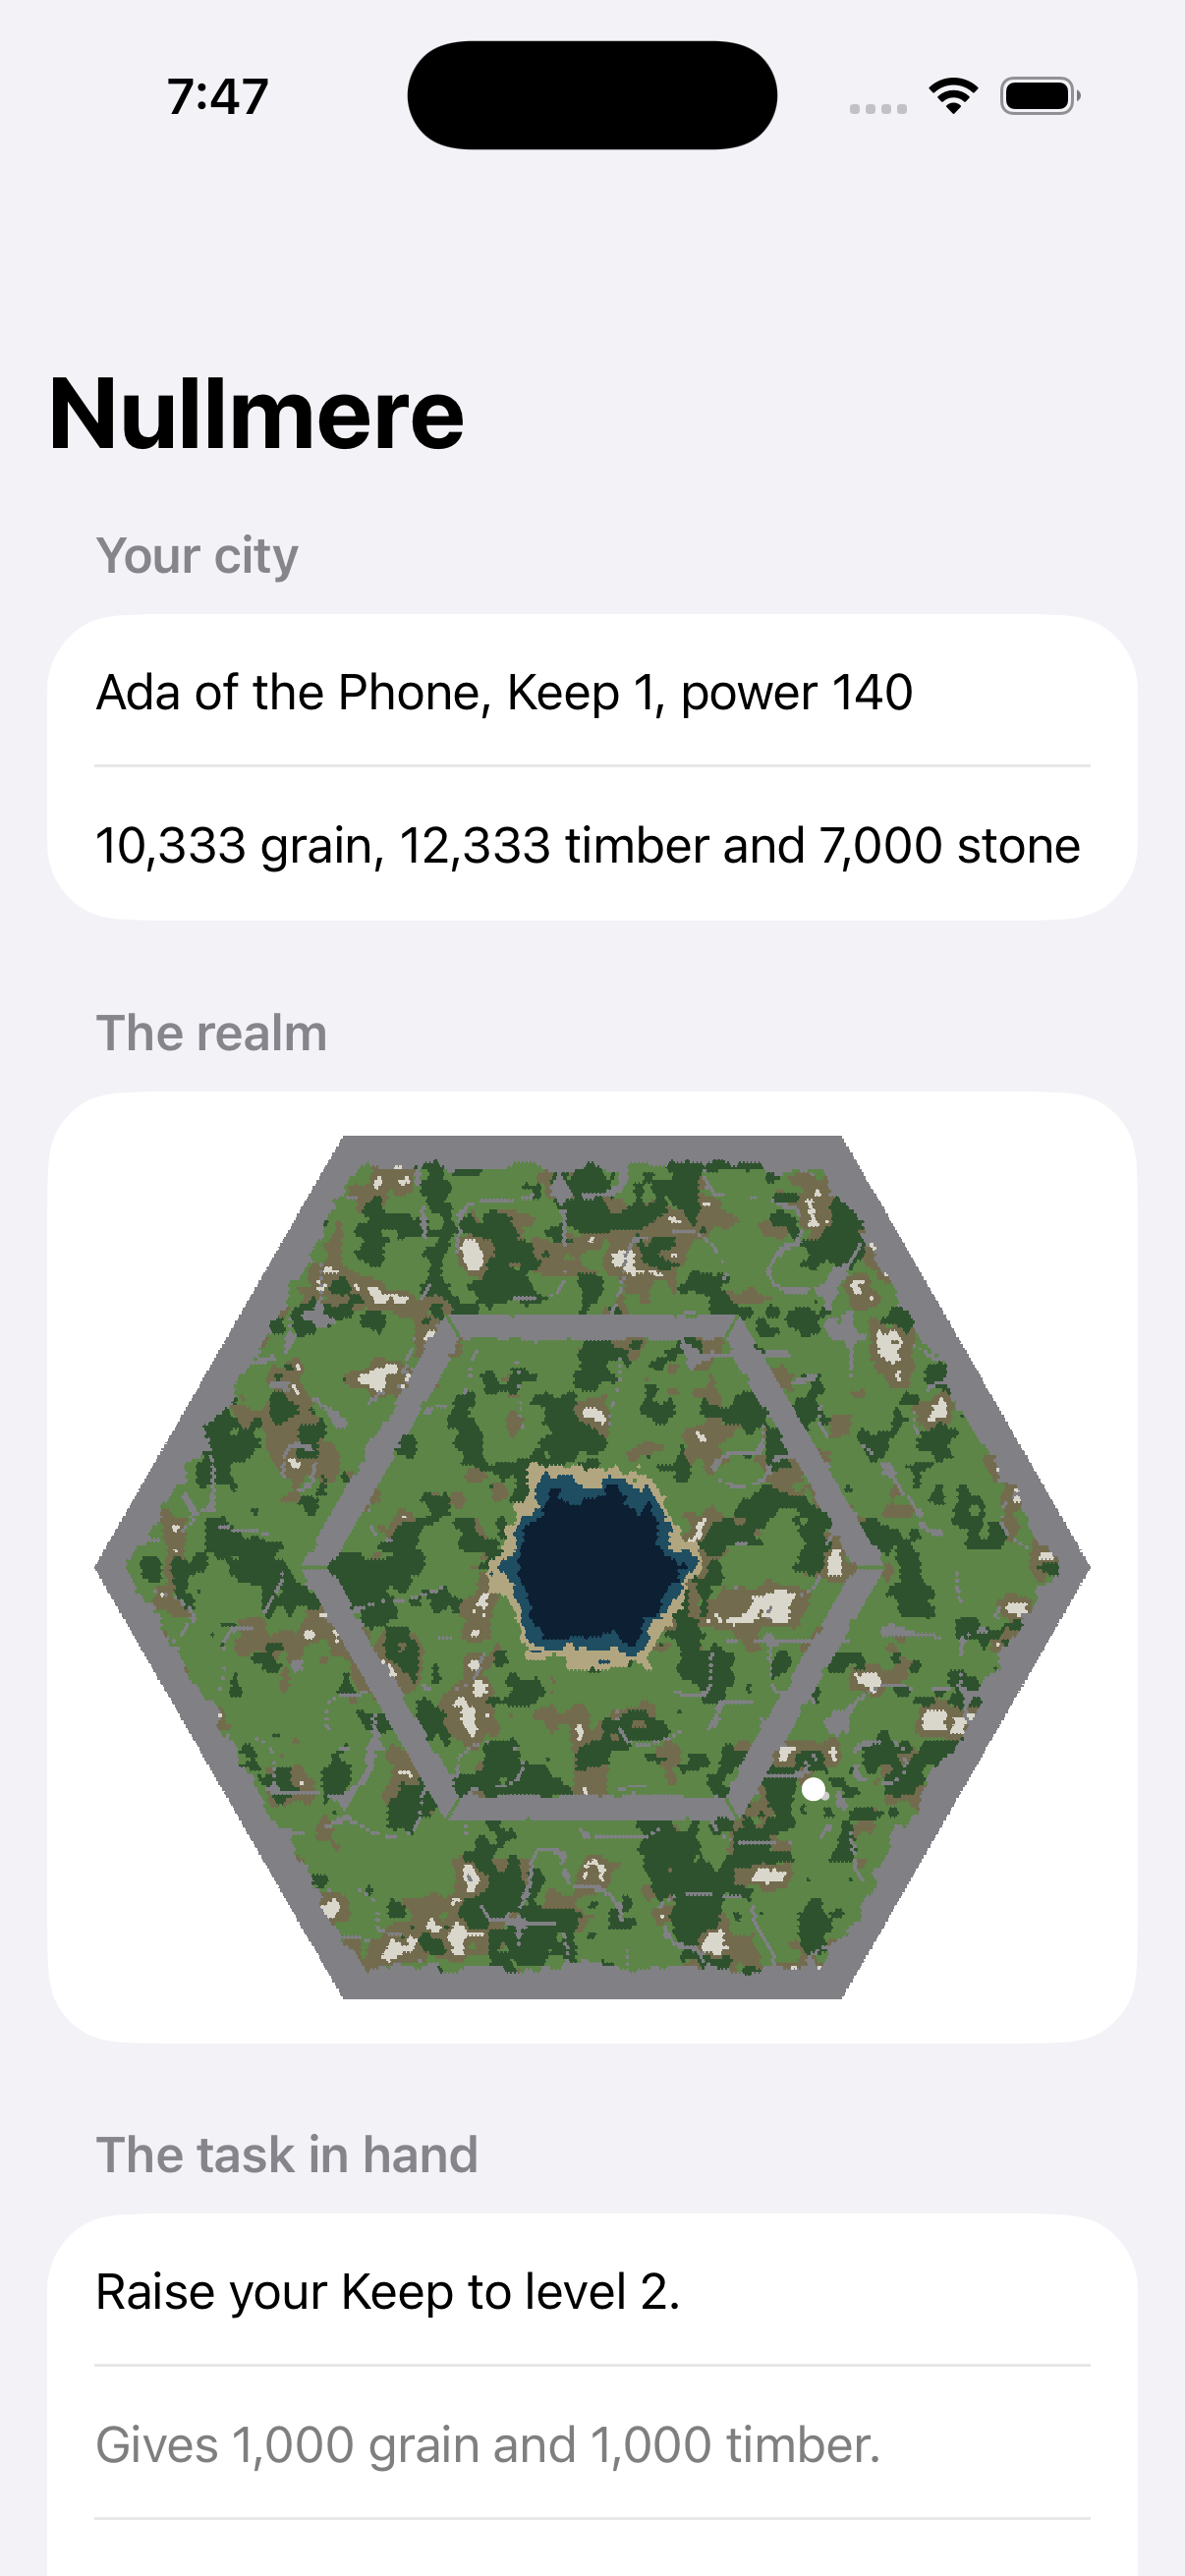 7:47
Nullmere
Your city
Ada of the Phone, Keep 1, power 140
10,333 grain, 12,333 timber and 7,000 stone
The realm
The task in hand
Raise your Keep to level 2.
Gives 1,000 grain and 1,000 timber.